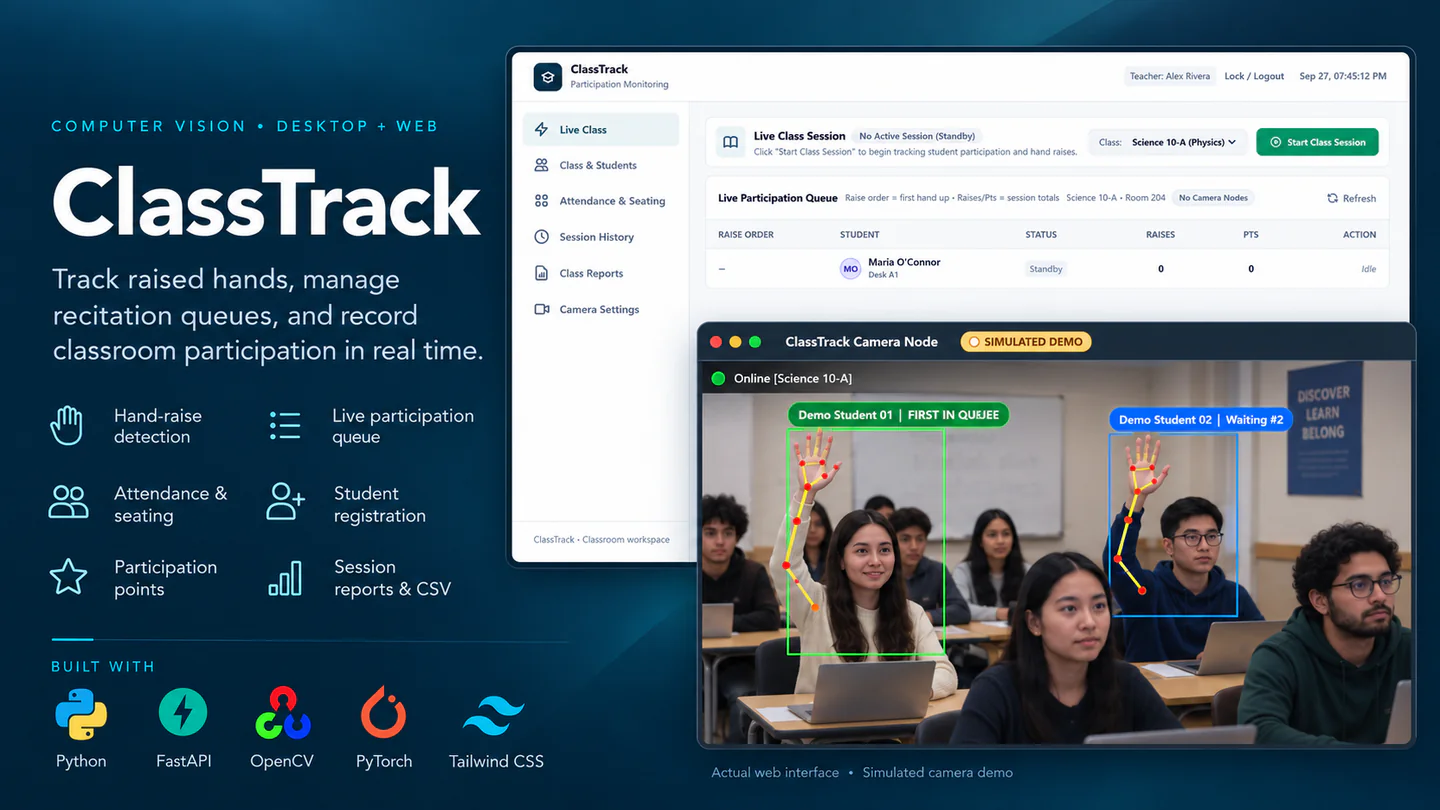 COMPUTER VISION • DESKTOP + WEB
ClassTrack
Track raised hands, manage
recitation queues, and record
classroom participation in real time.
Hand-raise
detection
Live participation
queue
Attendance &
seating
Student
registration
Participation
points
Session
reports & CSV
BUILT WITH
Python
FastAPI
OpenCV
PyTorch
Tailwind CSS
ClassTrack
Participation Monitoring
Teacher: Alex Rivera
Lock / Logout
Sep 27, 07:45:12 PM
Live Class
Class & Students
Attendance & Seating
Session History
Class Reports
Camera Settings
ClassTrack • Classroom workspace
Live Class Session
No Active Session (Standby)
Click "Start Class Session" to begin tracking student participation and hand raises.
Class: Science 10-A (Physics)
Start Class Session
Live Participation Queue
Raise order = first hand up • Raises/Pts = session totals
Science 10-A • Room 204
No Camera Nodes
Refresh
RAISE ORDER STUDENT STATUS RAISES PTS ACTION
– MO Maria O'Connor Standby 0 0 Idle
Desk A1
ClassTrack Camera Node
SIMULATED DEMO
Online [Science 10-A]
Demo Student 01 | FIRST IN QUEJEE
Demo Student 02 | Waiting #2
DISCOVER
LEARN
BELONG
Actual web interface • Simulated camera demo